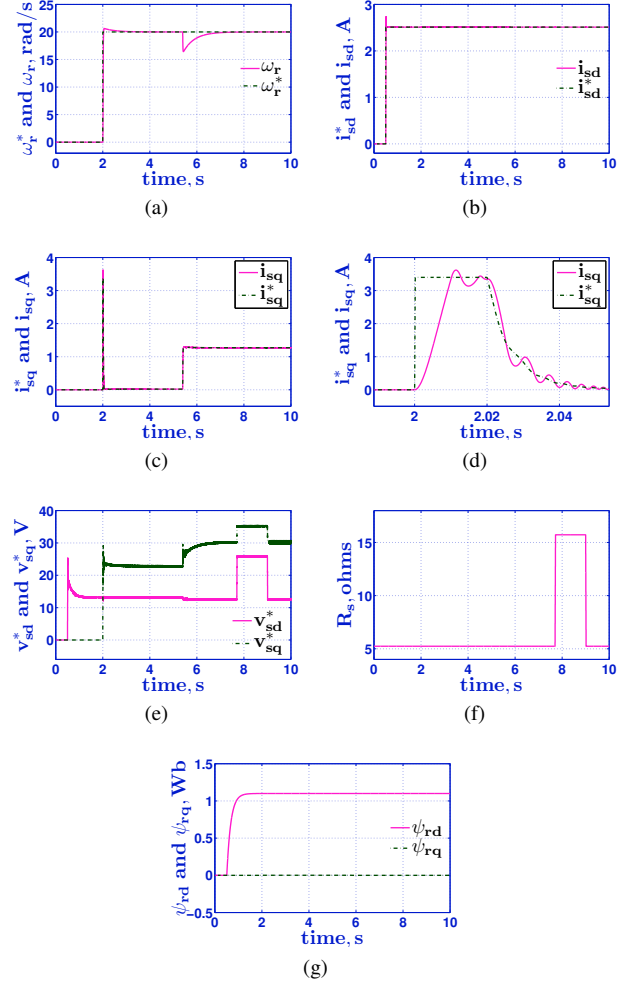 ω*r and ωr, rad/s
25
20
15
10
5
0
ωr
ω*r
0 2 4 6 8 10
time, s
(a)
i*sd and isd, A
3
2
1
0
isd
i*sd
0 2 4 6 8 10
time, s
(b)
i*sq and isq, A
4
3
2
1
0
isq
i*sq
0 2 4 6 8 10
time, s
(c)
i*sq and isq, A
4
3
2
1
0
isq
i*sq
2 2.02 2.04
time, s
(d)
v*sd and v*sq, V
40
30
20
10
0
v*sd
v*sq
0 2 4 6 8 10
time, s
(e)
Rs, ohms
15
10
5
0 2 4 6 8 10
time, s
(f)
ψrd and ψrq, Wb
1.5
1
0.5
0
−0.5
ψrd
ψrq
0 2 4 6 8 10
time, s
(g)